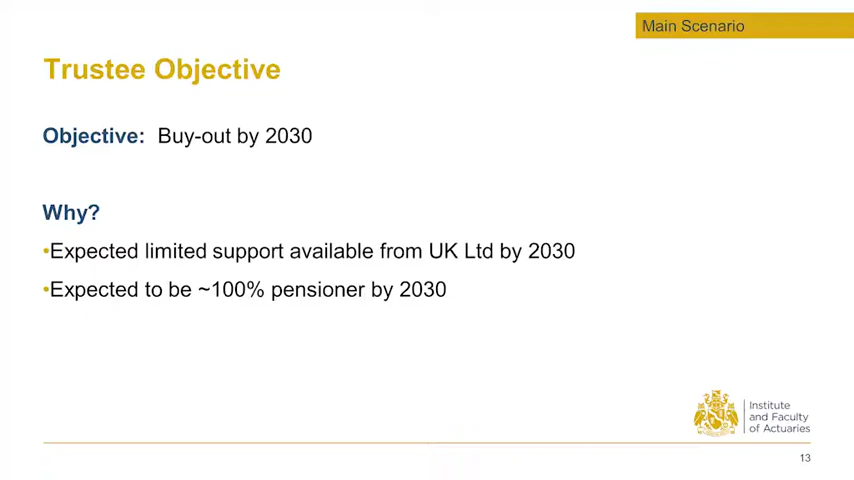 Main Scenario
Trustee Objective
Objective: Buy-out by 2030
Why?
•Expected limited support available from UK Ltd by 2030
•Expected to be ~100% pensioner by 2030
Institute
and Faculty
of Actuaries
13